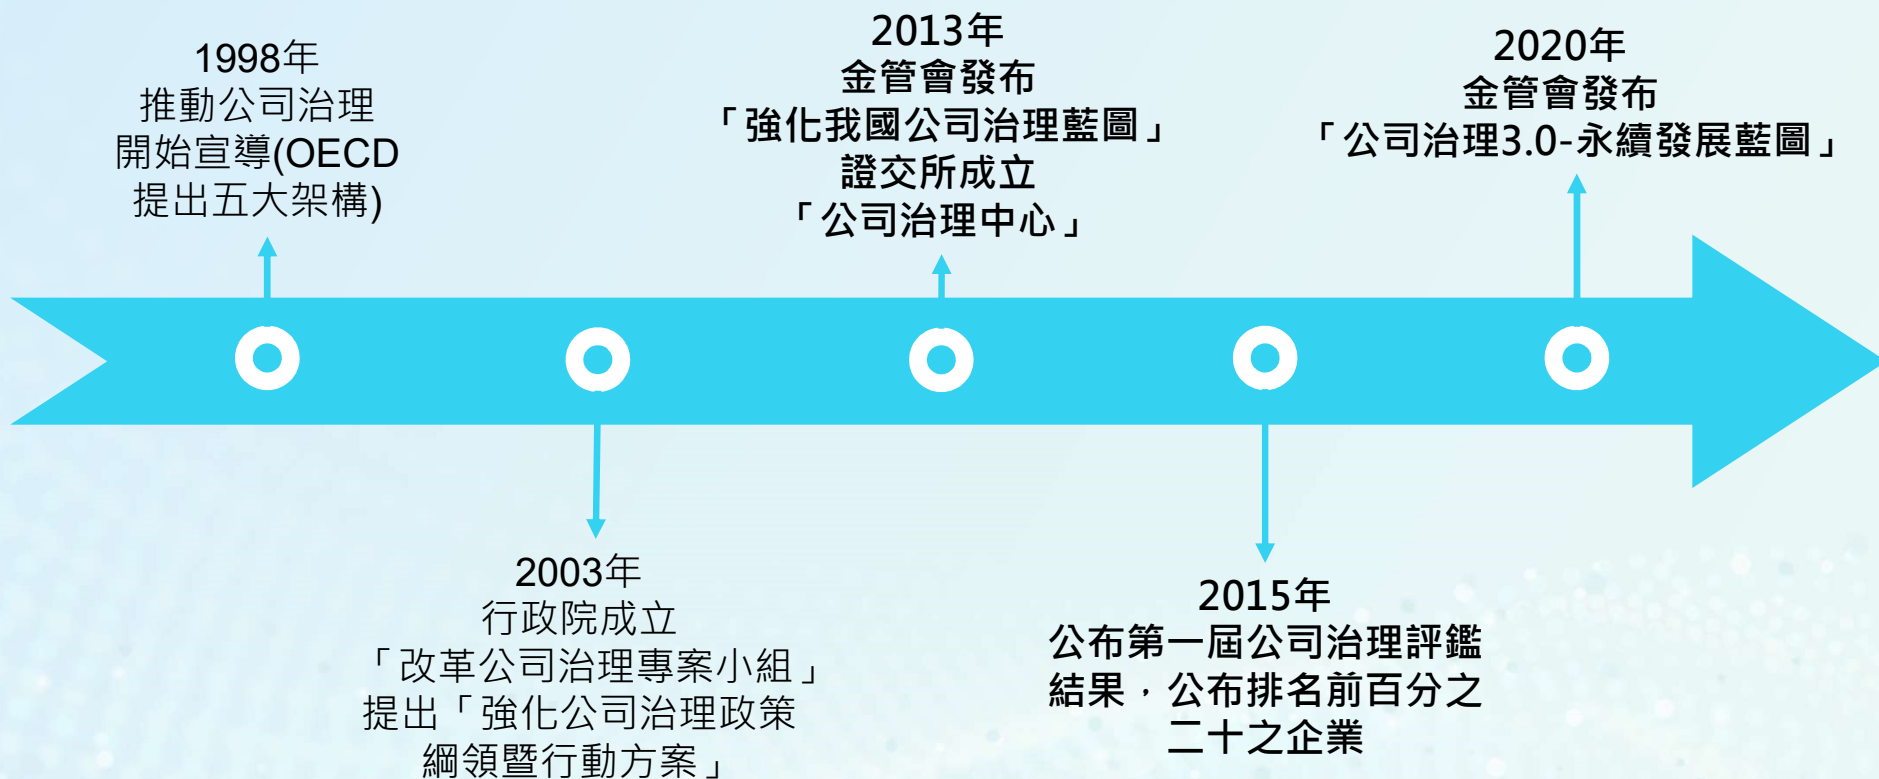 1998年
推動公司治理
開始宣導(OECD
提出五大架構)
2003年
行政院成立
「改革公司治理專案小組」
提出「強化公司治理政策
綱領暨行動方案」
2013年
金管會發布
「強化我國公司治理藍圖」
證交所成立
「公司治理中心」
2015年
公布第一屆公司治理評鑑
結果，公布排名前百分之
二十之企業
2020年
金管會發布
「公司治理3.0-永續發展藍圖」